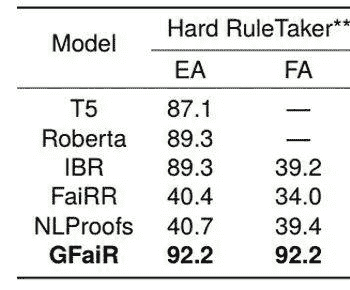 Model Hard RuleTaker**
EA FA
T5 87.1 —
Roberta 89.3 —
IBR 89.3 39.2
FaiRR 40.4 34.0
NLProofs 40.7 39.4
GFaiR 92.2 92.2